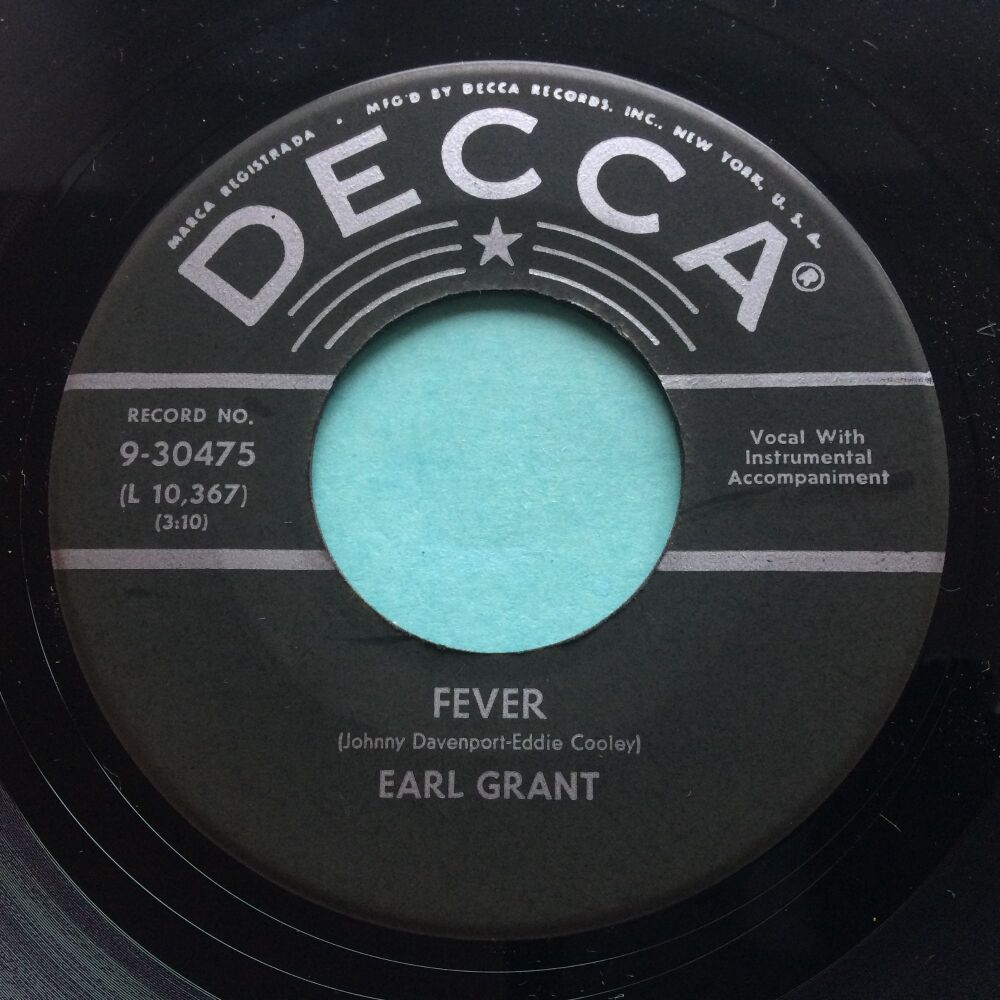 MARCA REGISTRADA • MFG'D BY DECCA RECORDS, INC., NEW YORK, U. S. A.
DECCA®
RECORD NO.
9-30475
(L 10,367)
(3:10)
Vocal With
Instrumental
Accompaniment
FEVER
(Johnny Davenport-Eddie Cooley)
EARL GRANT